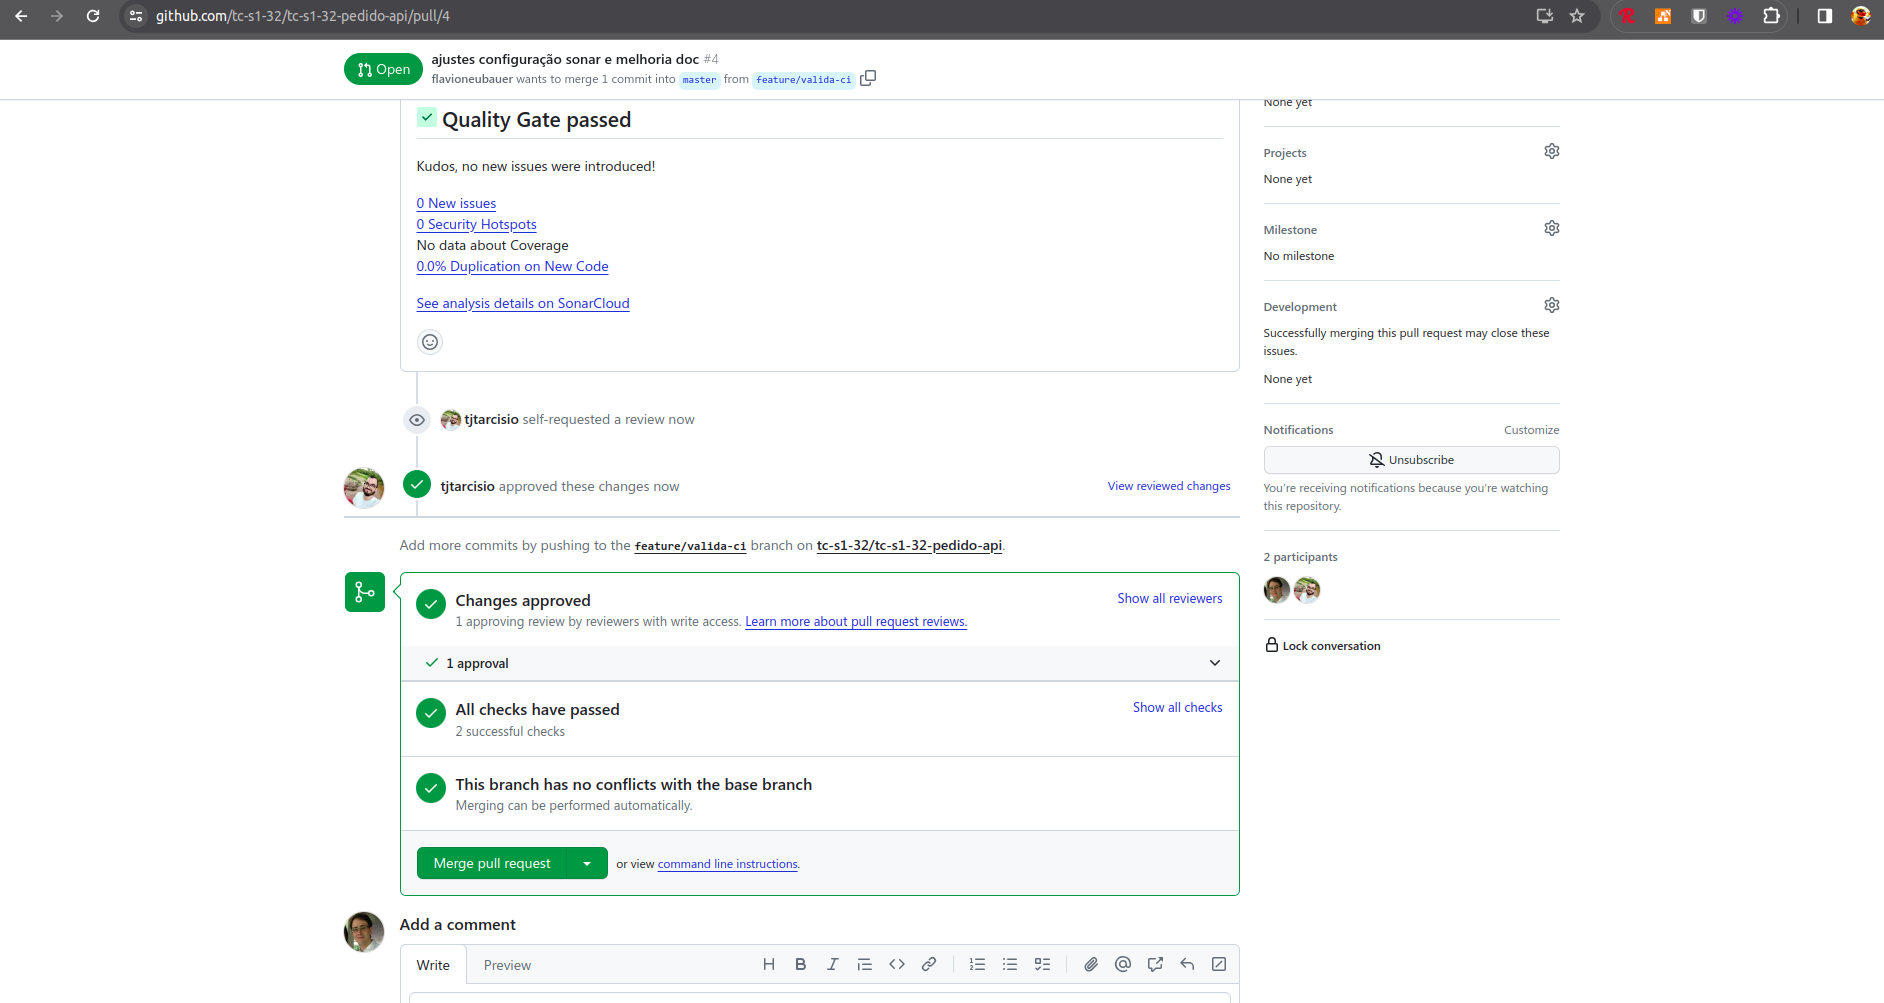 github.com/tc-s1-32/tc-s1-32-pedido-api/pull/4
Open
ajustes configuração sonar e melhoria doc #4
flavioneubauer wants to merge 1 commit into master from feature/valida-ci
Quality Gate passed
Kudos, no new issues were introduced!
0 New issues
0 Security Hotspots
No data about Coverage
0.0% Duplication on New Code
See analysis details on SonarCloud
tjtarcisio self-requested a review now
tjtarcisio approved these changes now
View reviewed changes
Add more commits by pushing to the feature/valida-ci branch on tc-s1-32/tc-s1-32-pedido-api.
Changes approved
Show all reviewers
1 approving review by reviewers with write access. Learn more about pull request reviews.
1 approval
All checks have passed
Show all checks
2 successful checks
This branch has no conflicts with the base branch
Merging can be performed automatically.
Merge pull request
or view command line instructions.
Add a comment
Write
Preview
None yet
Projects
None yet
Milestone
No milestone
Development
Successfully merging this pull request may close these
issues.
None yet
Notifications
Customize
Unsubscribe
You're receiving notifications because you're watching
this repository.
2 participants
Lock conversation